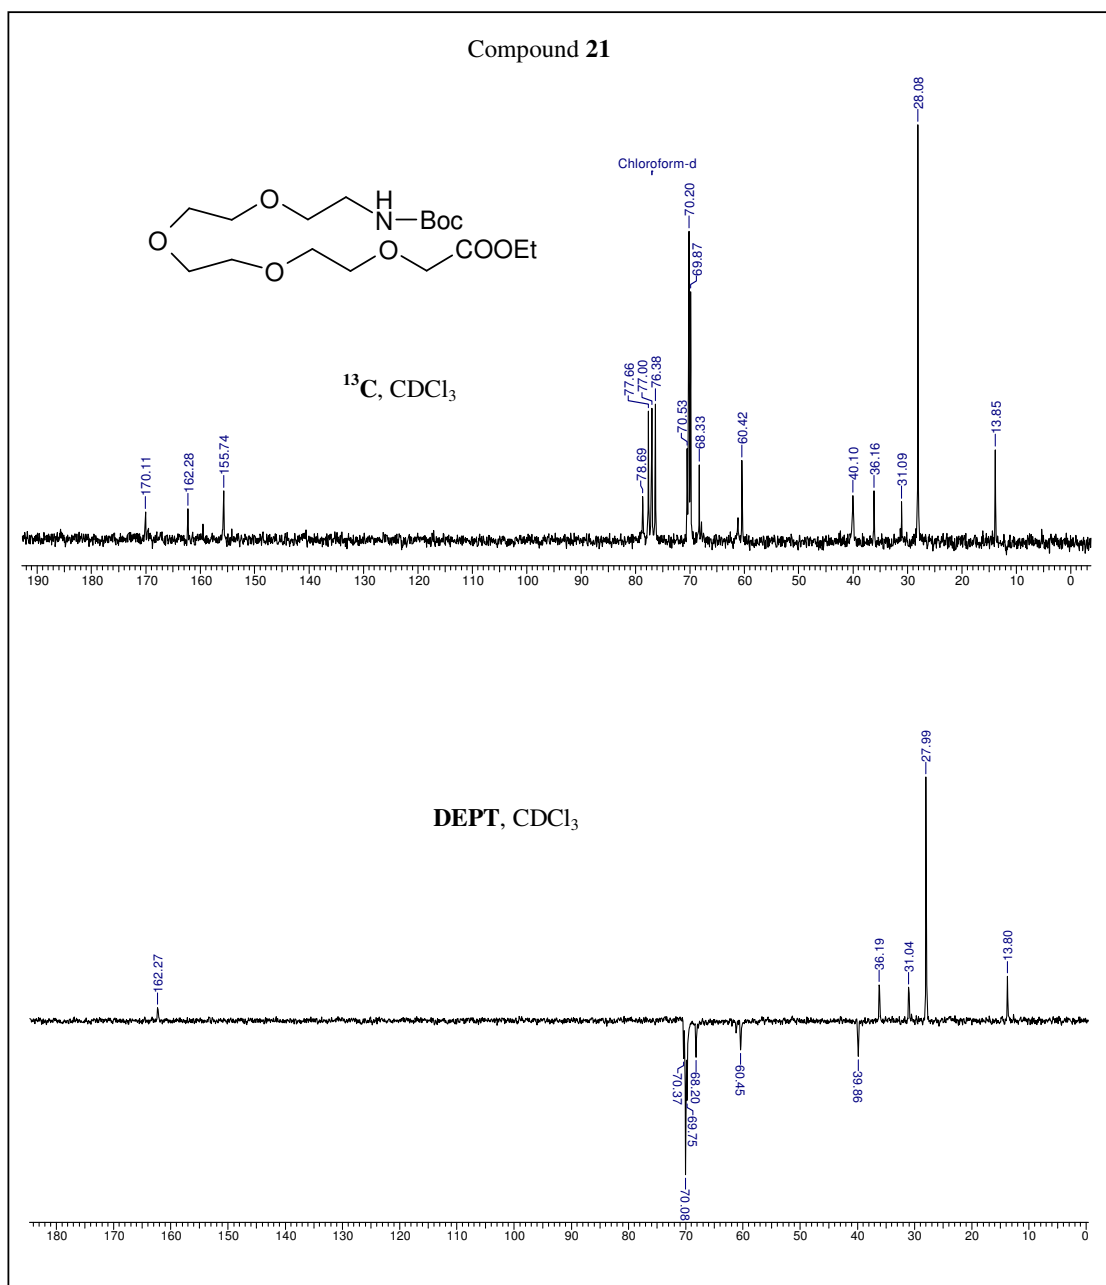 Compound 21
28.08
Chloroform-d
70.20
69.87
O
H
N
Boc
O
O
O
COOEt
13C, CDCl3
77.66
77.00
76.38
70.53
78.69
68.33
60.42
13.85
170.11
162.28
155.74
40.10
36.16
31.09
190 180 170 160 150 140 130 120 110 100 90 80 70 60 50 40 30 20 10 0
27.99
DEPT, CDCl3
162.27
36.19
31.04
13.80
70.37
68.20
69.75
60.45
39.86
70.08
180 170 160 150 140 130 120 110 100 90 80 70 60 50 40 30 20 10 0